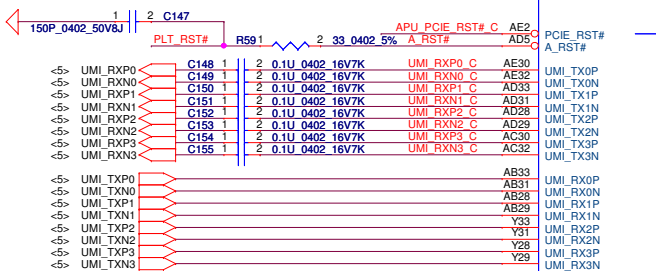 1 2 C147
150P_0402_50V8J
APU_PCIE_RST#_C AE2 PCIE_RST#
PLT_RST# R59 1 2 33_0402_5% A_RST# AD5 A_RST#
<5> UMI_RXP0 C148 1 2 0.1U_0402_16V7K UMI_RXP0_C AE30 UMI_TX0P
<5> UMI_RXN0 C149 1 2 0.1U_0402_16V7K UMI_RXN0_C AE32 UMI_TX0N
<5> UMI_RXP1 C150 1 2 0.1U_0402_16V7K UMI_RXP1_C AD33 UMI_TX1P
<5> UMI_RXN1 C151 1 2 0.1U_0402_16V7K UMI_RXN1_C AD31 UMI_TX1N
<5> UMI_RXP2 C152 1 2 0.1U_0402_16V7K UMI_RXP2_C AD28 UMI_TX2P
<5> UMI_RXN2 C153 1 2 0.1U_0402_16V7K UMI_RXN2_C AD29 UMI_TX2N
<5> UMI_RXP3 C154 1 2 0.1U_0402_16V7K UMI_RXP3_C AC30 UMI_TX3P
<5> UMI_RXN3 C155 1 2 0.1U_0402_16V7K UMI_RXN3_C AC32 UMI_TX3N
<5> UMI_TXP0 AB33 UMI_RX0P
<5> UMI_TXN0 AB31 UMI_RX0N
<5> UMI_TXP1 AB28 UMI_RX1P
<5> UMI_TXN1 AB29 UMI_RX1N
<5> UMI_TXP2 Y33 UMI_RX2P
<5> UMI_TXN2 Y31 UMI_RX2N
<5> UMI_TXP3 Y28 UMI_RX3P
<5> UMI_TXN3 Y29 UMI_RX3N